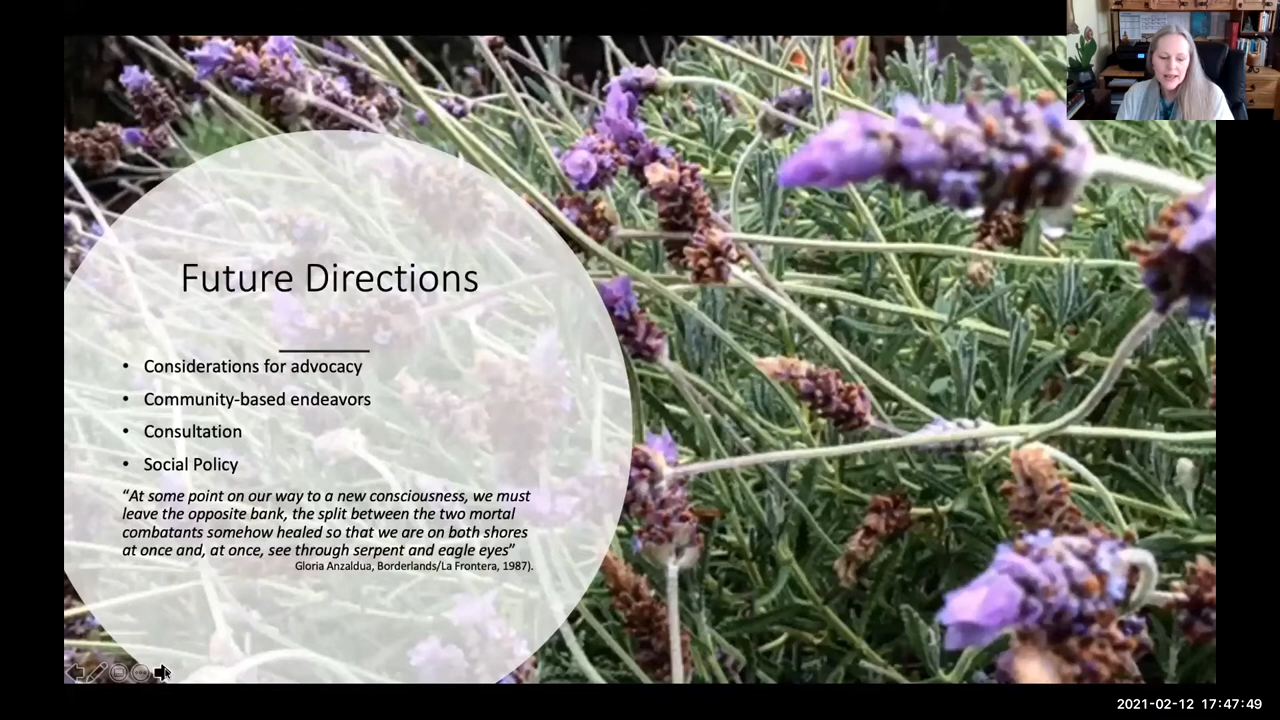 Future Directions
• Considerations for advocacy
• Community-based endeavors
• Consultation
• Social Policy
“At some point on our way to a new consciousness, we must
leave the opposite bank, the split between the two mortal
combatants somehow healed so that we are on both shores
at once and, at once, see through serpent and eagle eyes”
Gloria Anzaldua, Borderlands/La Frontera, 1987).
2021-02-12 17:47:49